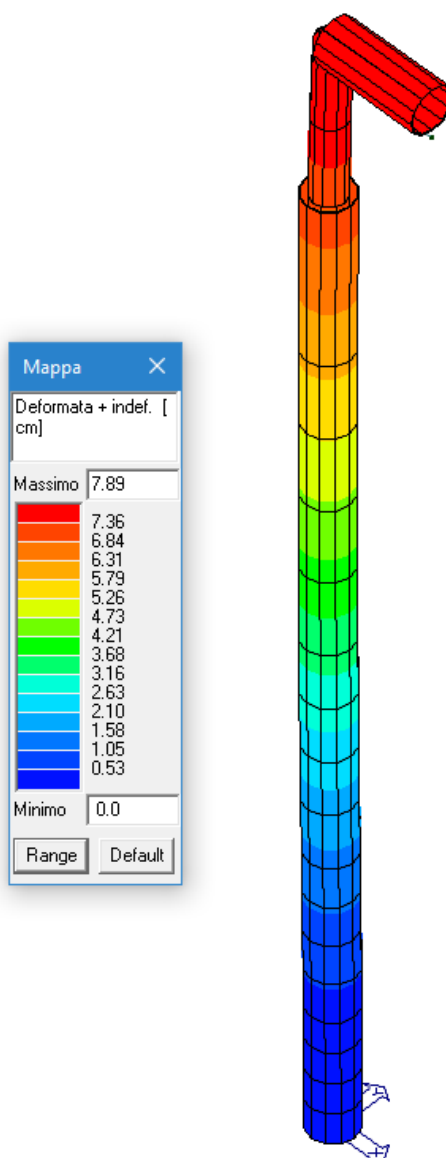 Mappa
Deformata + indef. [
cm]
Massimo 7.89
7.36
6.84
6.31
5.79
5.26
4.73
4.21
3.68
3.16
2.63
2.10
1.58
1.05
0.53
Minimo 0.0
Range Default